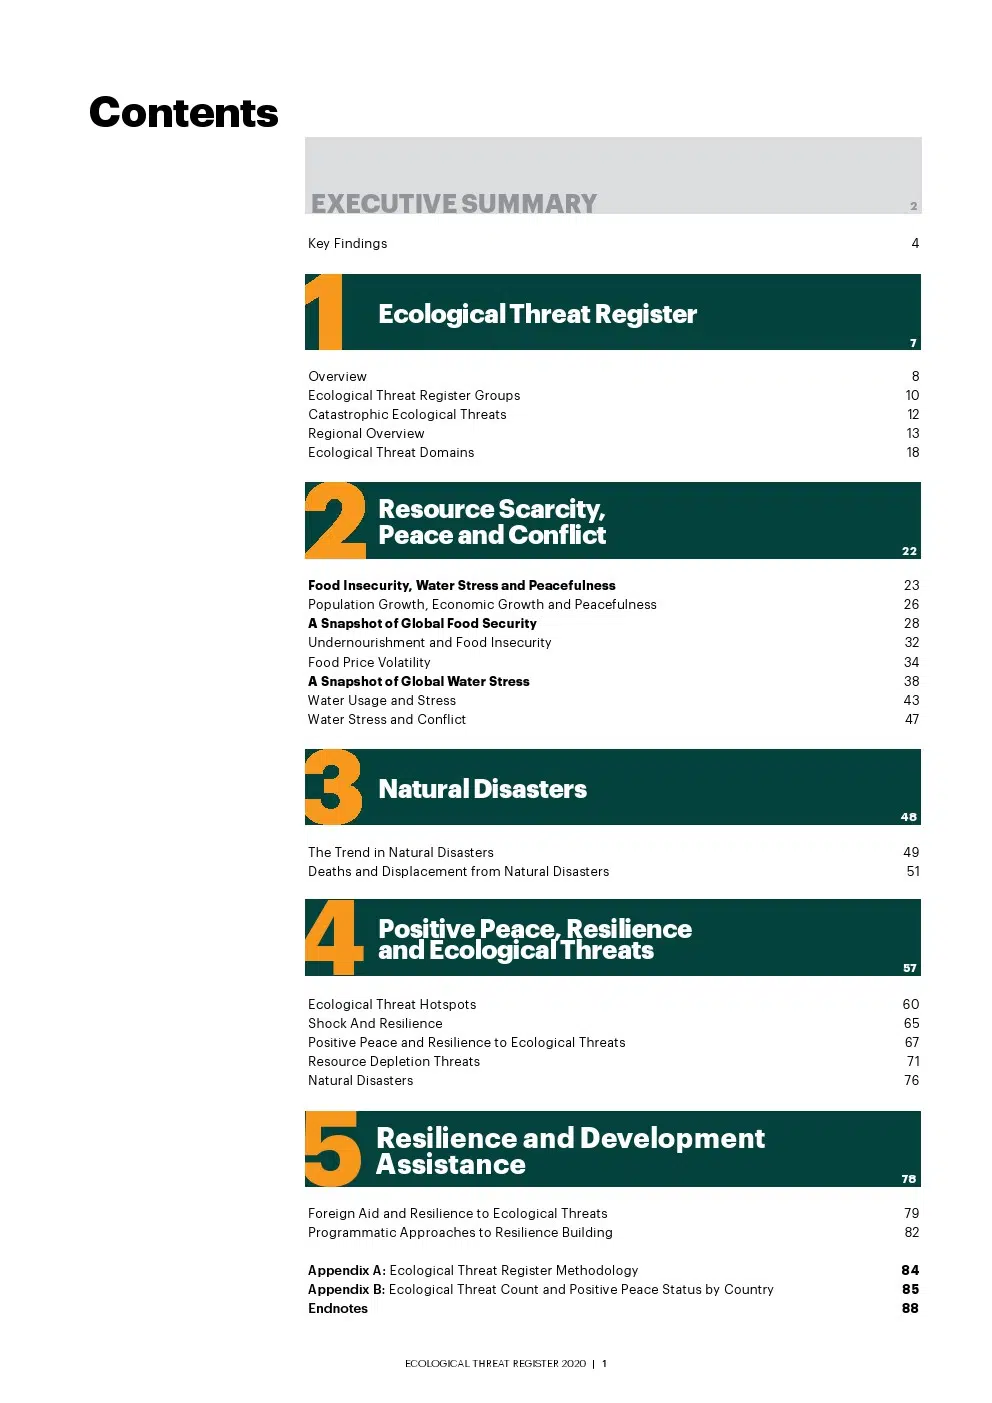 Contents
EXECUTIVE SUMMARY 2
Key Findings 4
1 Ecological Threat Register 7
Overview 8
Ecological Threat Register Groups 10
Catastrophic Ecological Threats 12
Regional Overview 13
Ecological Threat Domains 18
2 Resource Scarcity,
Peace and Conflict 22
Food Insecurity, Water Stress and Peacefulness 23
Population Growth, Economic Growth and Peacefulness 26
A Snapshot of Global Food Security 28
Undernourishment and Food Insecurity 32
Food Price Volatility 34
A Snapshot of Global Water Stress 38
Water Usage and Stress 43
Water Stress and Conflict 47
3 Natural Disasters 48
The Trend in Natural Disasters 49
Deaths and Displacement from Natural Disasters 51
4 Positive Peace, Resilience
and Ecological Threats 57
Ecological Threat Hotspots 60
Shock And Resilience 65
Positive Peace and Resilience to Ecological Threats 67
Resource Depletion Threats 71
Natural Disasters 76
5 Resilience and Development
Assistance 78
Foreign Aid and Resilience to Ecological Threats 79
Programmatic Approaches to Resilience Building 82
Appendix A: Ecological Threat Register Methodology 84
Appendix B: Ecological Threat Count and Positive Peace Status by Country 85
Endnotes 88
ECOLOGICAL THREAT REGISTER 2020 | 1